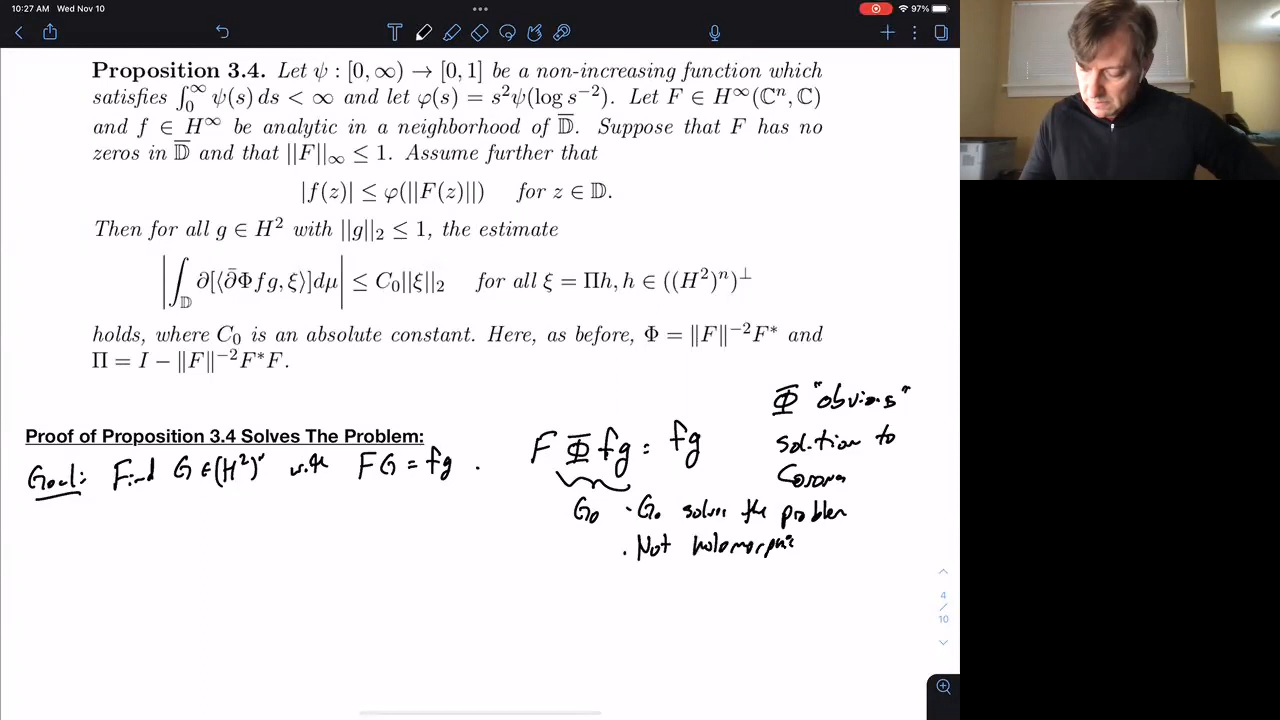 10:27 AM Wed Nov 10
97%
Proposition 3.4. Let ψ : [0, ∞) → [0, 1] be a non-increasing function which
satisfies ∫₀^∞ ψ(s) ds < ∞ and let φ(s) = s²ψ(log s⁻²). Let F ∈ H^∞(ℂⁿ, ℂ)
and f ∈ H^∞ be analytic in a neighborhood of 𝔻̅. Suppose that F has no
zeros in 𝔻̅ and that ||F||_∞ ≤ 1. Assume further that
|f(z)| ≤ φ(||F(z)||) for z ∈ 𝔻.
Then for all g ∈ H² with ||g||₂ ≤ 1, the estimate
|∫_𝔻 ∂[⟨∂̄Φfg, ξ⟩]dμ| ≤ C₀||ξ||₂ for all ξ = Πh, h ∈ ((H²)ⁿ)^⊥
holds, where C₀ is an absolute constant. Here, as before, Φ = ‖F‖⁻²F* and
Π = I − ‖F‖⁻²F*F.
Proof of Proposition 3.4 Solves The Problem:
Goal: Find G ∈ (H²)ⁿ with FG = fg .
F Φ fg = fg
G₀
· G₀ solves the problem
· Not holomorphic
Φ "obvious"
solution to
Corona
4
/
10